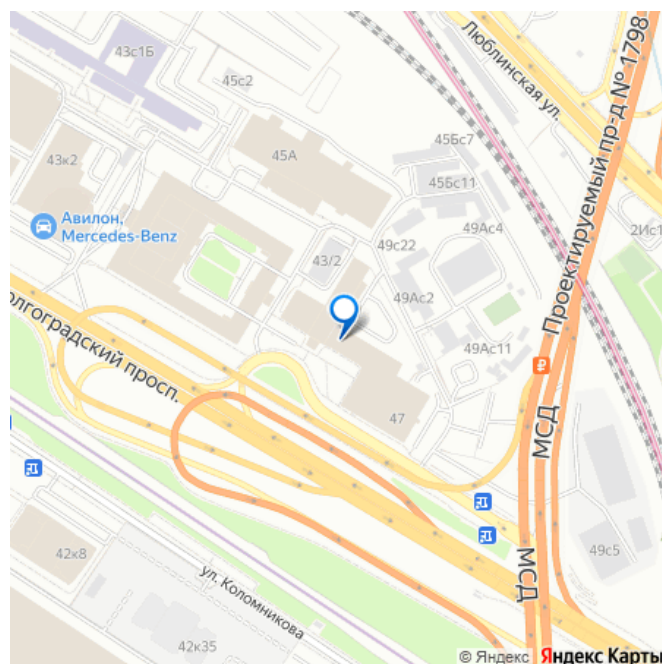 43с1Б
45с2
Люблинская ул.
Проектируемый пр-д № 1798
45А
45Бс7
43к2
45Бс11
Авилон,
Mercedes-Benz
49Ас4
2Ис1
49с22
43/2
49Ас2
олгоградский просп.
49Ас11
47
МСД
49с5
42к8
МСД
ул. Коломникова
42к35
© Яндекс Яндекс Карты